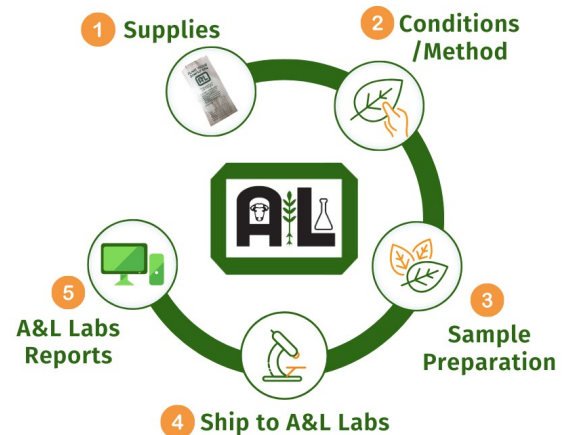 1 Supplies
2 Conditions
/Method
A L
3
Sample
Preparation
4 Ship to A&L Labs
5
A&L Labs
Reports